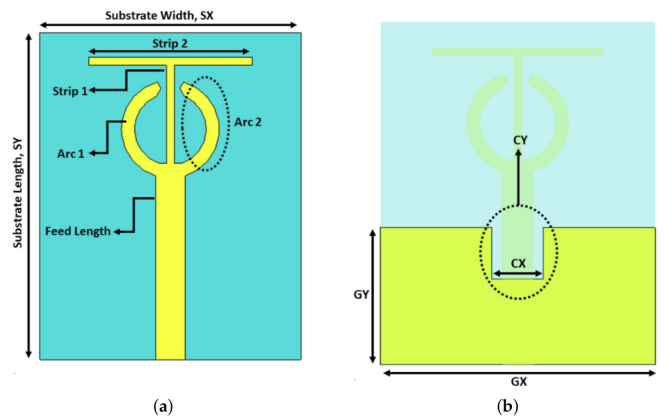 Substrate Width, SX
Strip 2
Strip 1
Arc 2
Arc 1
Substrate Length, SY
Feed Length
(a)
CY
CX
GY
GX
(b)